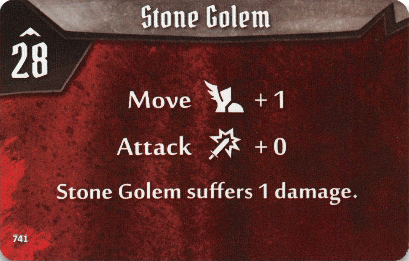 Stone Golem
28
Move + 1
Attack + 0
Stone Golem suffers 1 damage.
741